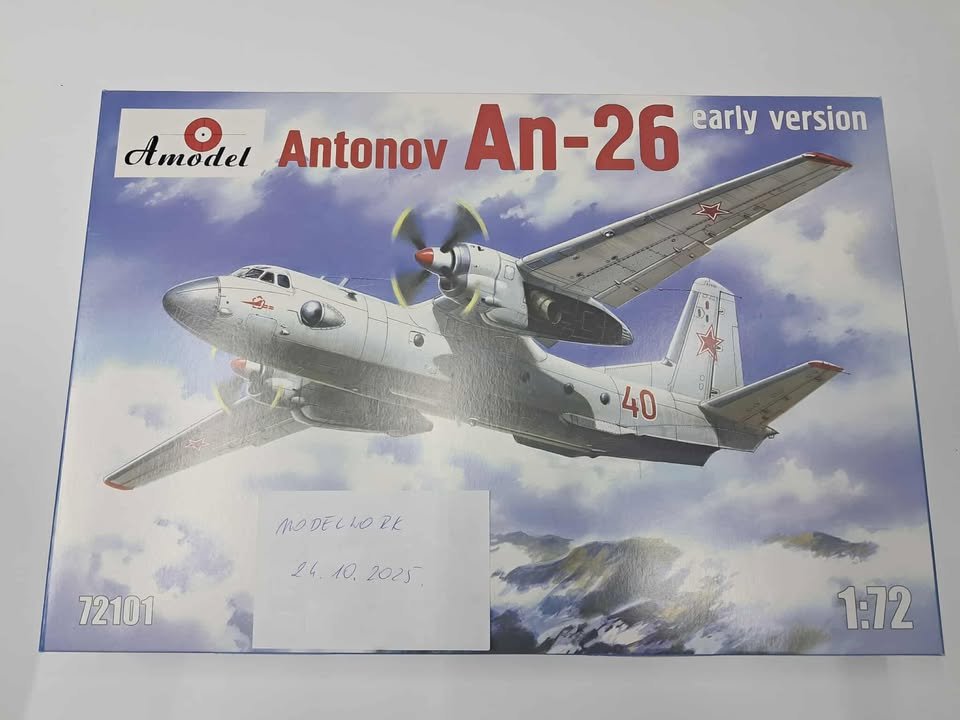 Amodel
Antonov An-26 early version
40
MODELWORK
24.10.2025.
72101
1:72